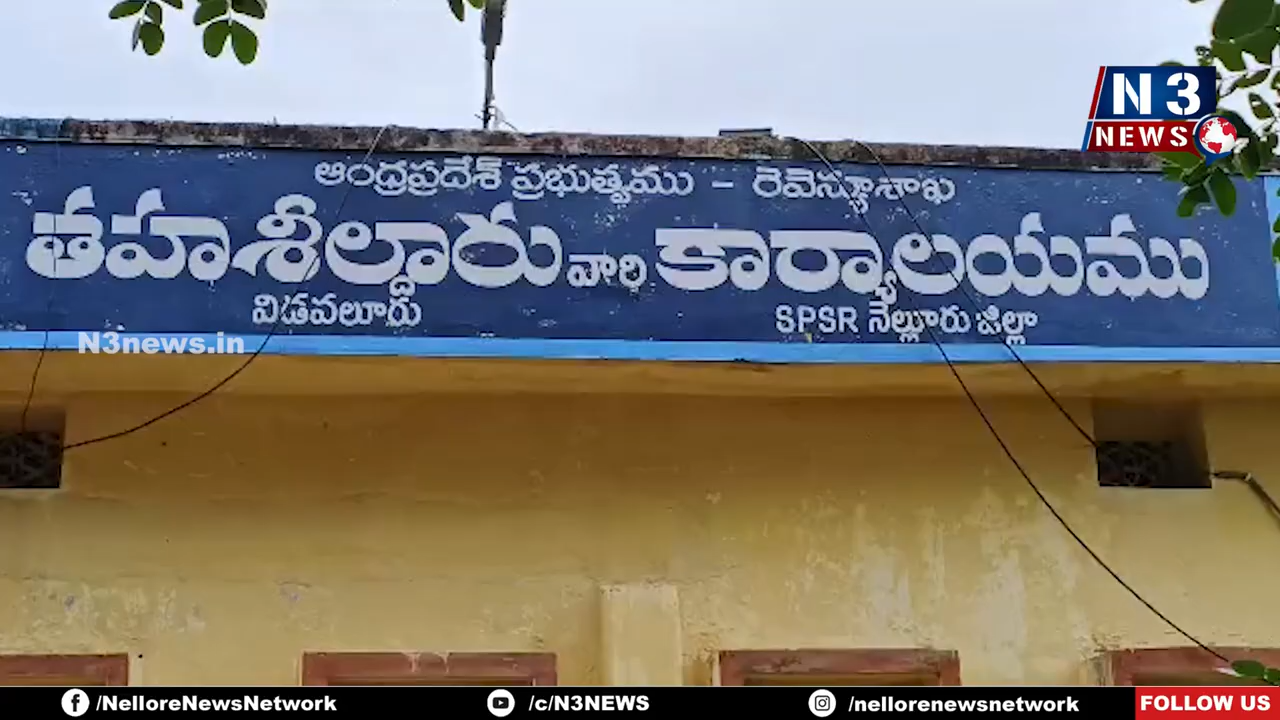 N3
NEWS
ఆంధ్రప్రదేశ్ ప్రభుత్వము - రెవెన్యూశాఖ
తహశీల్దారు వారి కార్యాలయము
విడవలూరు
SPSR నెల్లూరు జిల్లా
N3news.in
/NelloreNewsNetwork
/c/N3NEWS
/nellorenewsnetwork
FOLLOW US